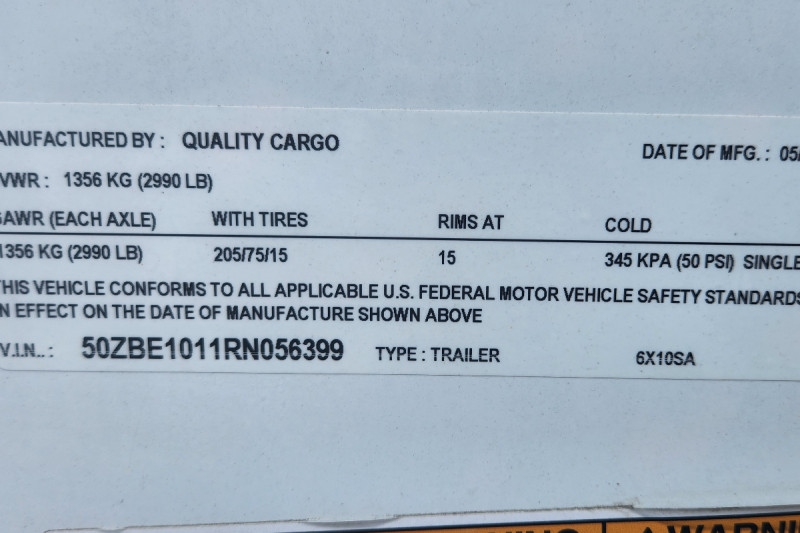 ANUFACTURED BY : QUALITY CARGO DATE OF MFG. : 05/
VWR : 1356 KG (2990 LB)
GAWR (EACH AXLE) WITH TIRES RIMS AT COLD
1356 KG (2990 LB) 205/75/15 15 345 KPA (50 PSI) SINGLE
THIS VEHICLE CONFORMS TO ALL APPLICABLE U.S. FEDERAL MOTOR VEHICLE SAFETY STANDARDS
IN EFFECT ON THE DATE OF MANUFACTURE SHOWN ABOVE
V.I.N.. : 50ZBE1011RN056399 TYPE : TRAILER 6X10SA
WARNING WARNING